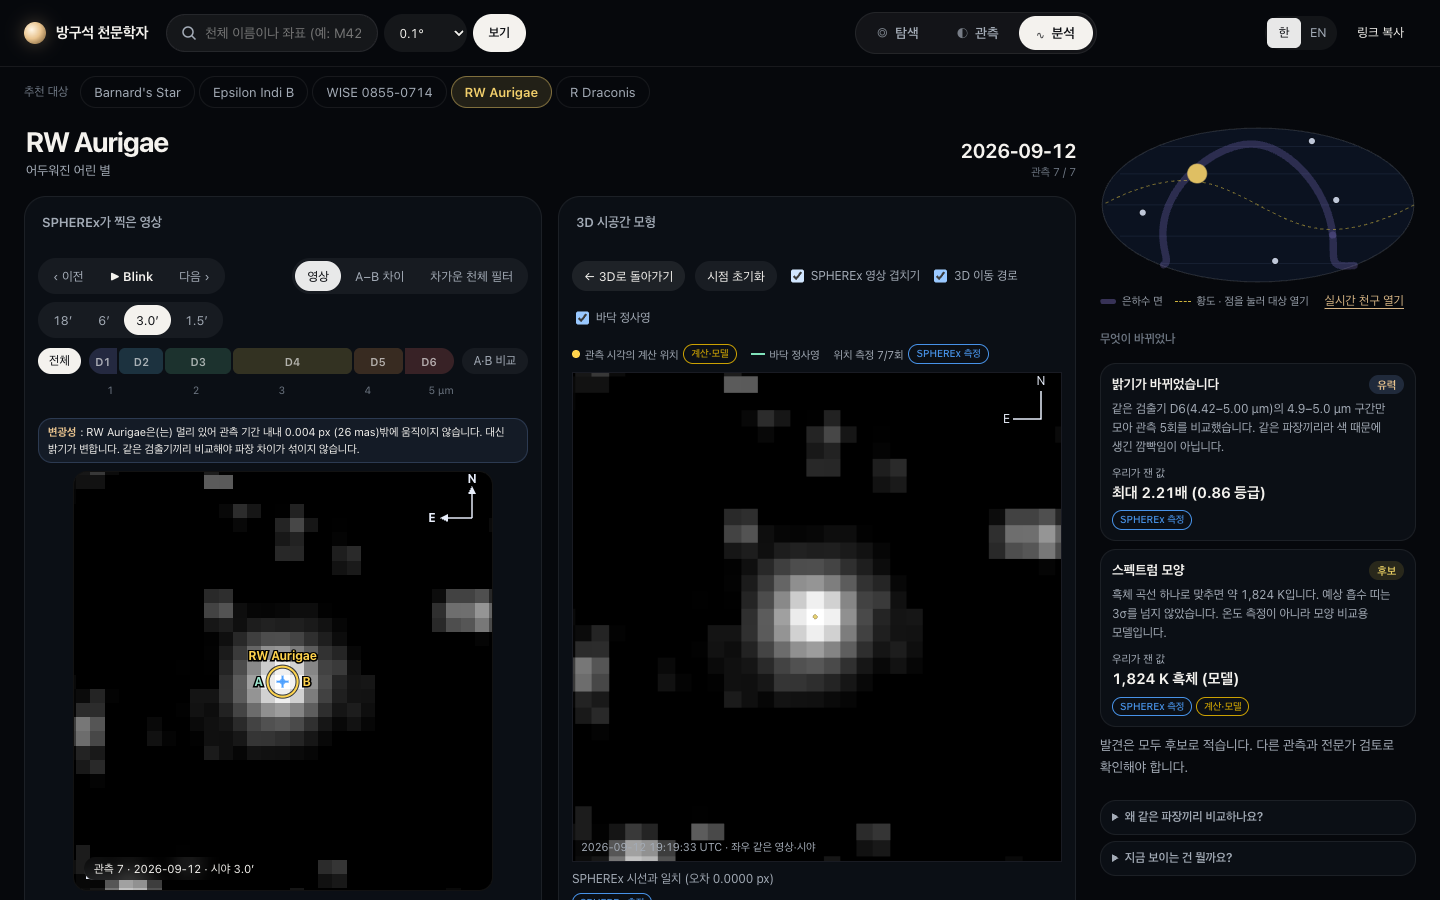 방구석 천문학자
천체 이름이나 좌표 (예: M42
0.1°
보기
탐색
관측
분석
한
EN
링크 복사
추천 대상
Barnard's Star
Epsilon Indi B
WISE 0855-0714
RW Aurigae
R Draconis
RW Aurigae
어두워진 어린 별
2026-09-12
관측 7 / 7
SPHEREx가 찍은 영상
‹ 이전
▶ Blink
다음 ›
영상
A−B 차이
차가운 천체 필터
18′
6′
3.0′
1.5′
전체
D1
D2
D3
D4
D5
D6
A·B 비교
1
2
3
4
5 μm
변광성 : RW Aurigae은(는) 멀리 있어 관측 기간 내내 0.004 px (26 mas)밖에 움직이지 않습니다. 대신
밝기가 변합니다. 같은 검출기끼리 비교해야 파장 차이가 섞이지 않습니다.
N
E
RW Aurigae
A
B
관측 7 · 2026-09-12 · 시야 3.0′
3D 시공간 모형
← 3D로 돌아가기
시점 초기화
SPHEREx 영상 겹치기
3D 이동 경로
바닥 정사영
관측 시각의 계산 위치
계산·모델
바닥 정사영
위치 측정 7/7회
SPHEREx 측정
N
E
2026-09-12 19:19:33 UTC · 좌우 같은 영상·시야
SPHEREx 시선과 일치 (오차 0.0000 px)
은하수 면
황도 · 점을 눌러 대상 열기
실시간 천구 열기
무엇이 바뀌었나
밝기가 바뀌었습니다
유력
같은 검출기 D6(4.42–5.00 μm)의 4.9–5.0 μm 구간만
모아 관측 5회를 비교했습니다. 같은 파장끼리라 색 때문에
생긴 깜빡임이 아닙니다.
우리가 잰 값
최대 2.21배 (0.86 등급)
SPHEREx 측정
스펙트럼 모양
후보
흑체 곡선 하나로 맞추면 약 1,824 K입니다. 예상 흡수 띠는
3σ를 넘지 않았습니다. 온도 측정이 아니라 모양 비교용
모델입니다.
우리가 잰 값
1,824 K 흑체 (모델)
SPHEREx 측정
계산·모델
발견은 모두 후보로 적습니다. 다른 관측과 전문가 검토로
확인해야 합니다.
▶ 왜 같은 파장끼리 비교하나요?
▶ 지금 보이는 건 뭘까요?